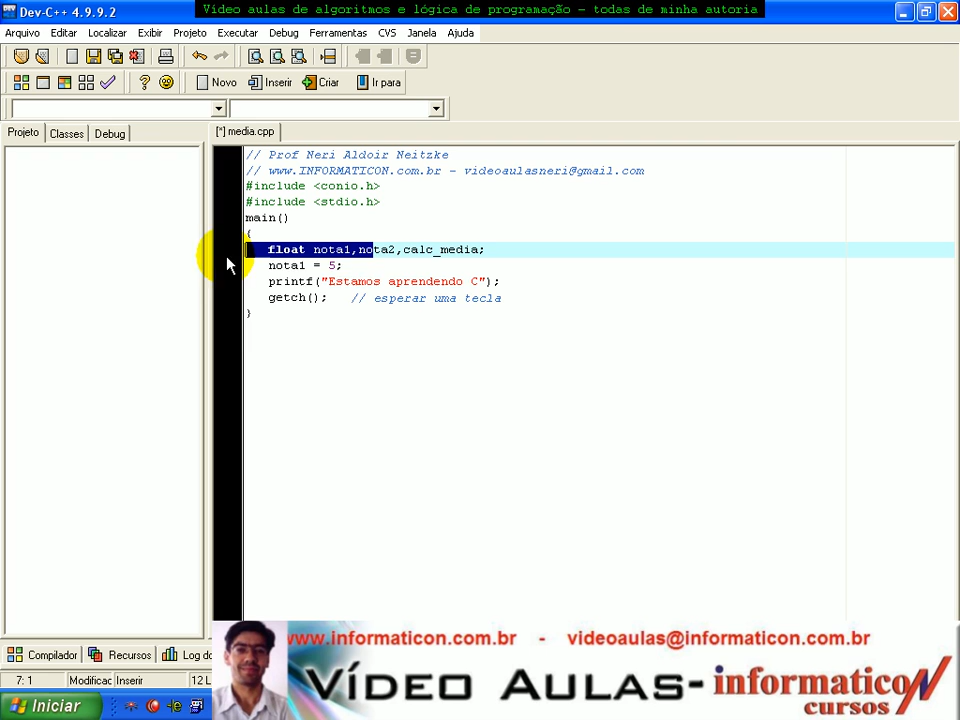 Dev-C++ 4.9.9.2
Vídeo aulas de algoritmos e lógica de programação - todas de minha autoria
Arquivo Editar Localizar Exibir Projeto Executar Debug Ferramentas CVS Janela Ajuda
Novo Inserir Criar Ir para
Projeto Classes Debug
[*] media.cpp
// Prof Neri Aldoir Neitzke
// www.INFORMATICON.com.br - videoaulasneri@gmail.com
#include <conio.h>
#include <stdio.h>
main()
{
float nota1,nota2,calc_media;
nota1 = 5;
printf("Estamos aprendendo C");
getch(); // esperar uma tecla
}
Compilador Recursos Log do
www.informaticon.com.br - videoaulas@informaticon.com.br
7: 1 Modificac Inserir 12 L
Vídeo Aulas- informaticon
cursos
Iniciar